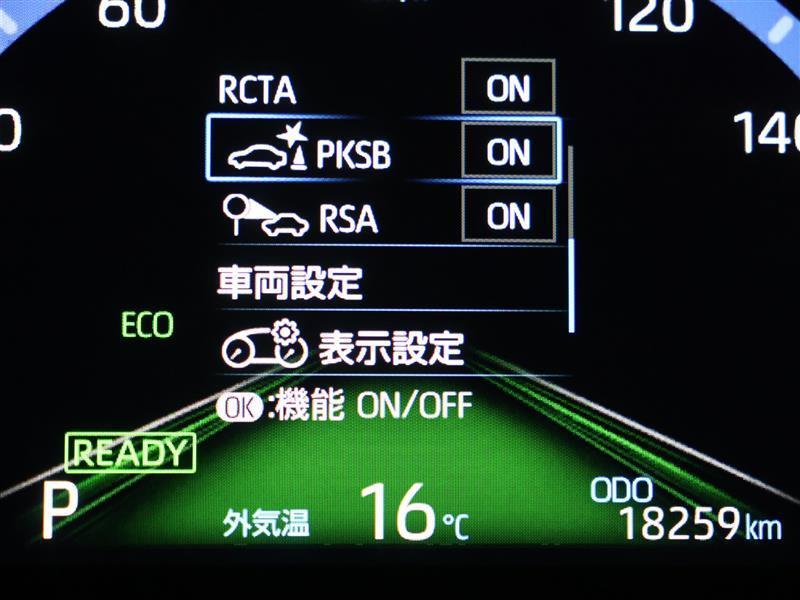 60
120
0
140
RCTA ON
PKSB ON
RSA ON
車両設定
ECO
表示設定
OK:機能 ON/OFF
READY
P
外気温 16℃
ODO
18259km